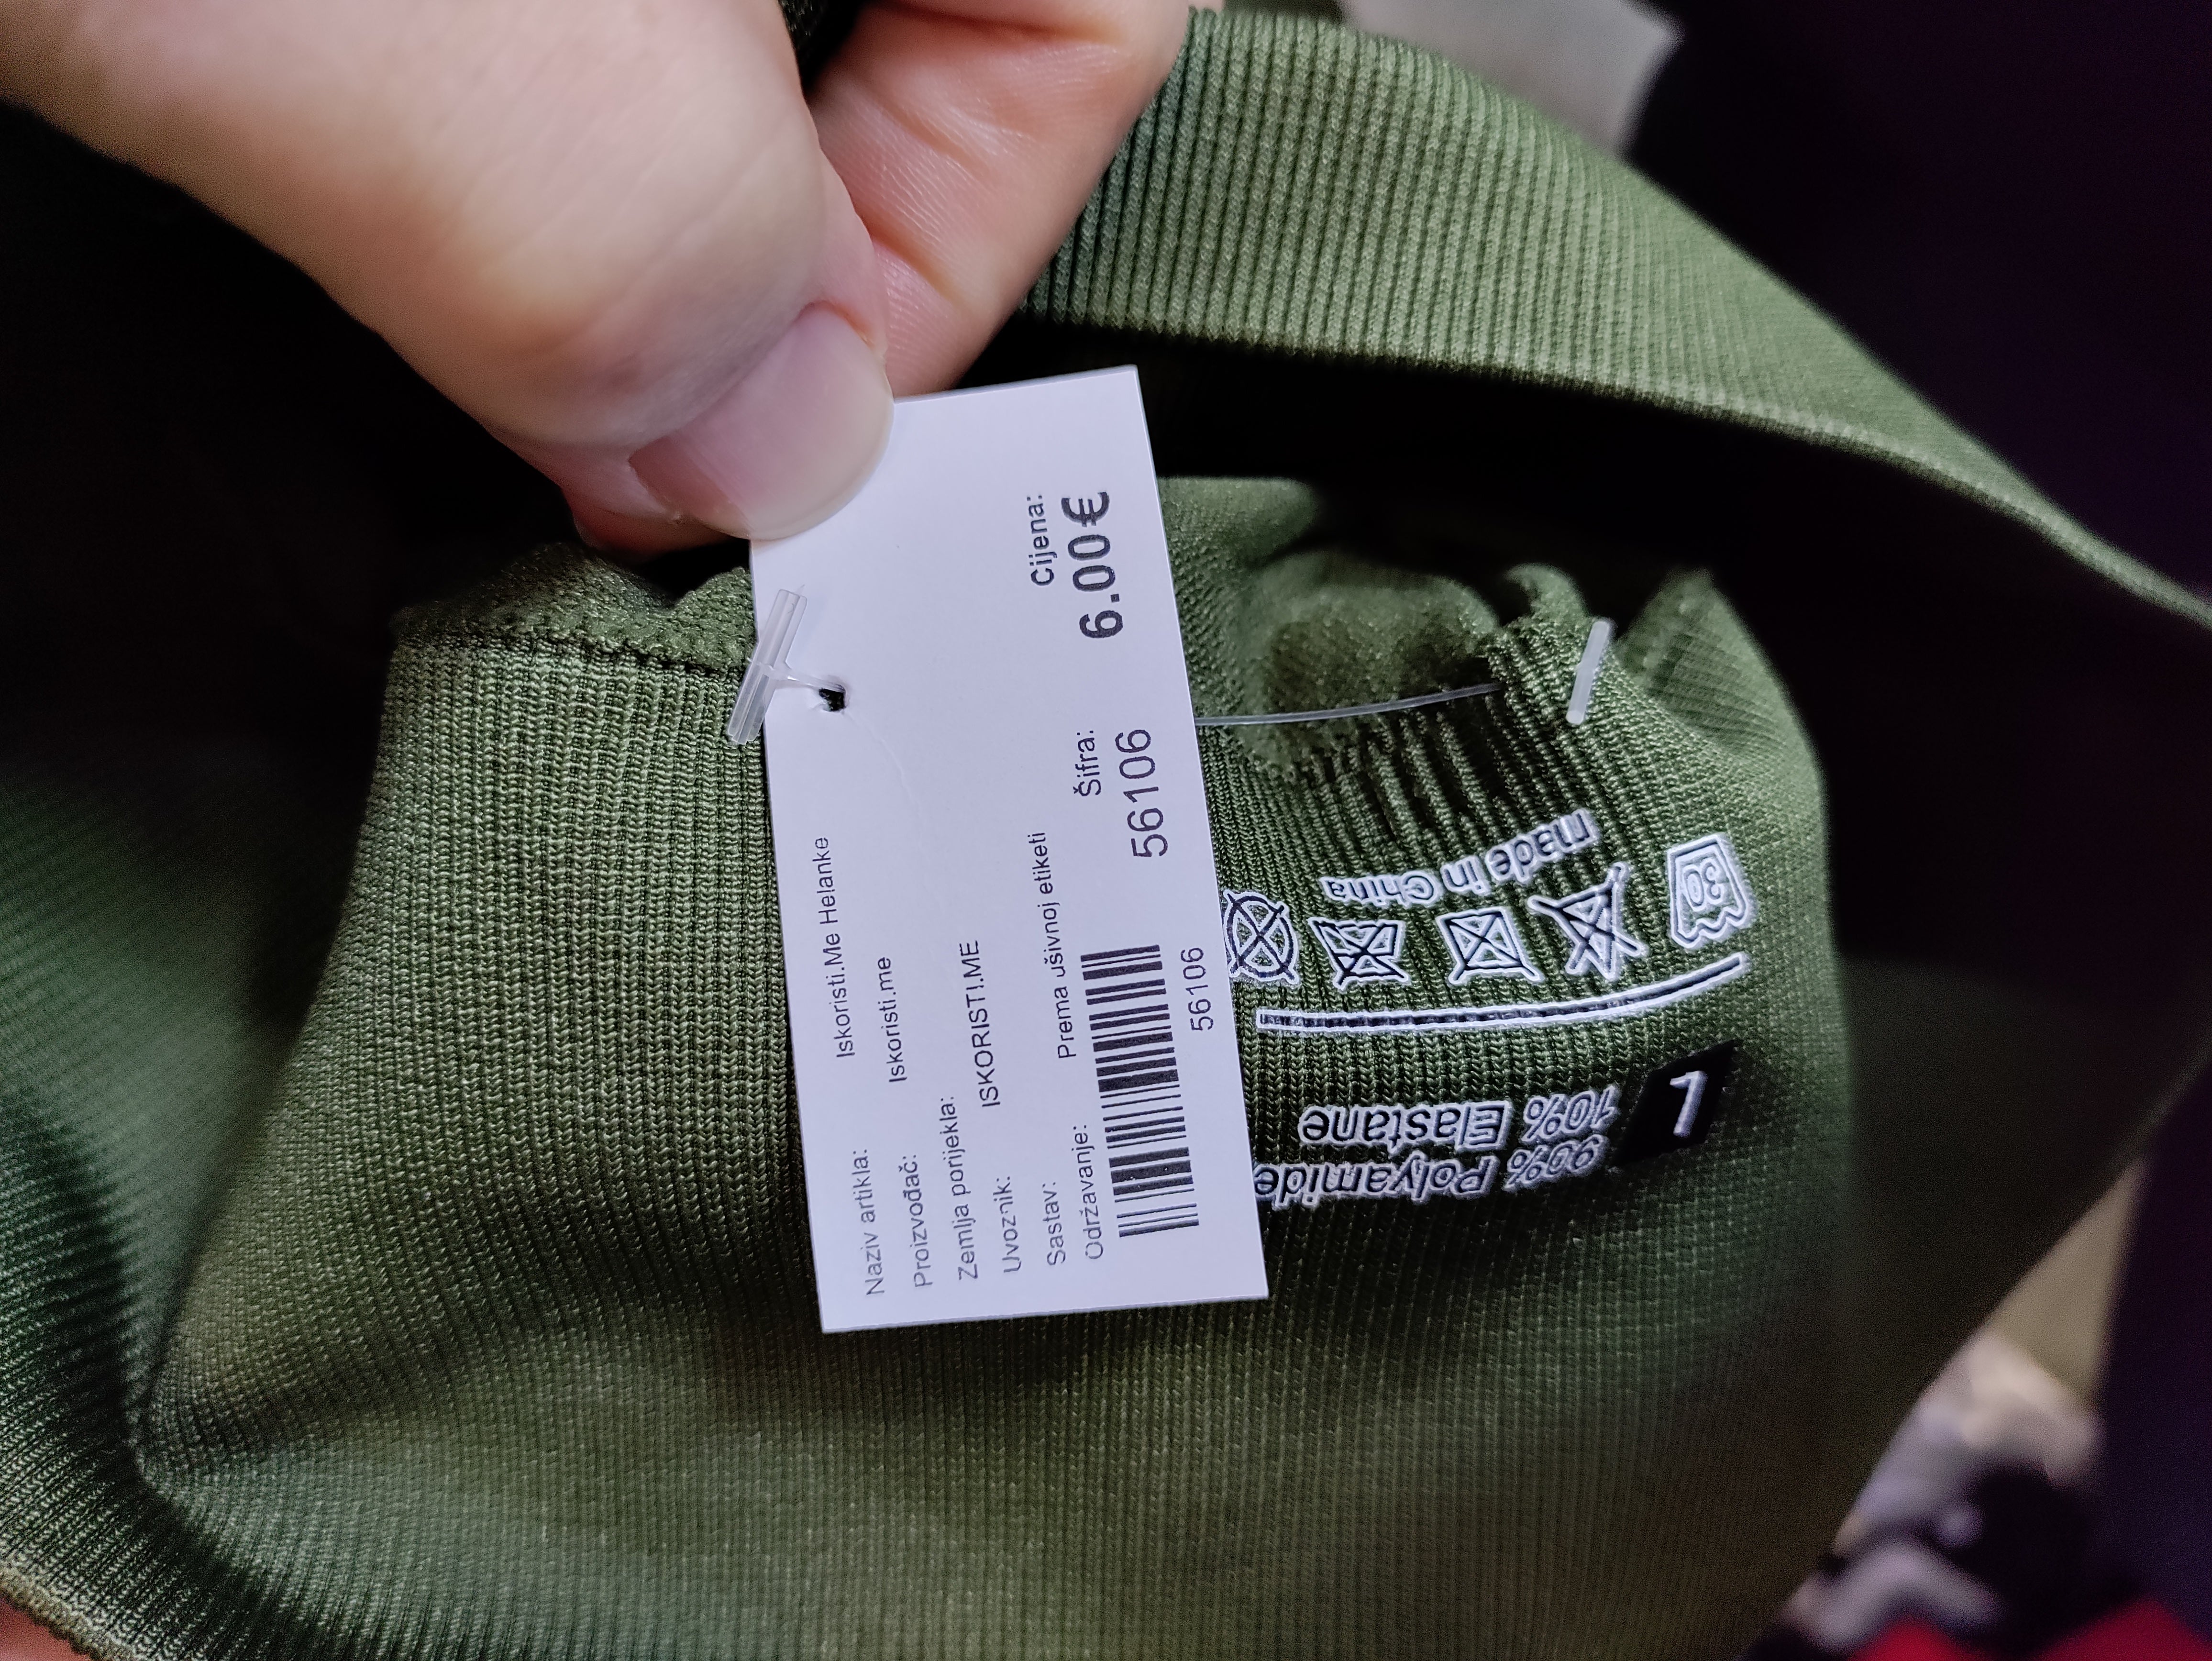 Naziv artikla: Iskoristi.Me Helanke
Proizvođač: Iskoristi.me
Zemlja porijekla:
Uvoznik: ISKORISTI.ME
Sastav:
Održavanje: Prema ušivnoj etiketi
Cijena:
6.00€
Šifra:
56106
56106
L
90% Polyamide
10% Elastane
30
made in China